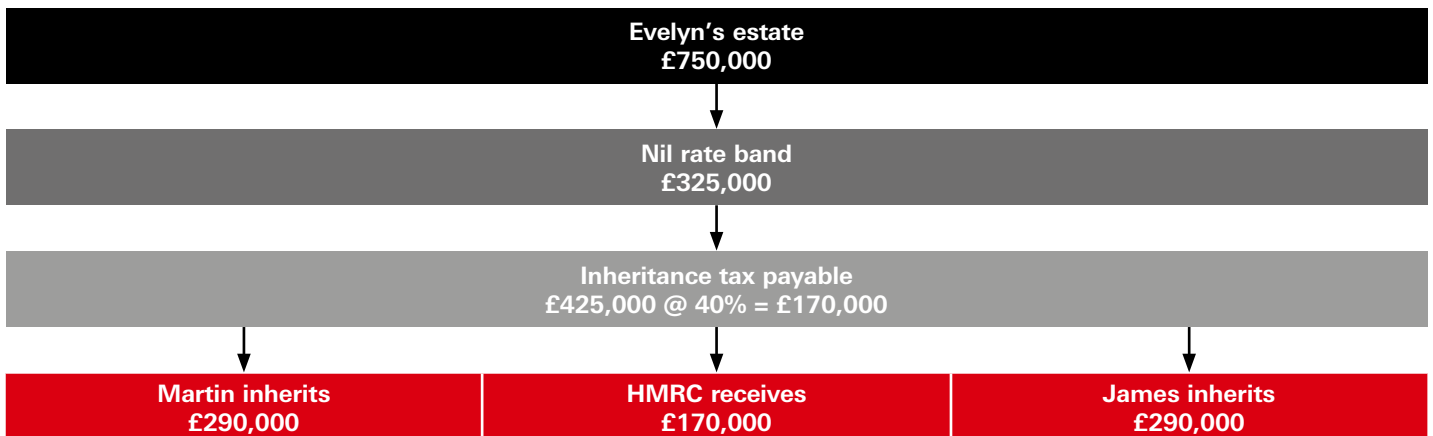 Evelyn’s estate
£750,000
Nil rate band
£325,000
Inheritance tax payable
£425,000 @ 40% = £170,000
Martin inherits
£290,000
HMRC receives
£170,000
James inherits
£290,000